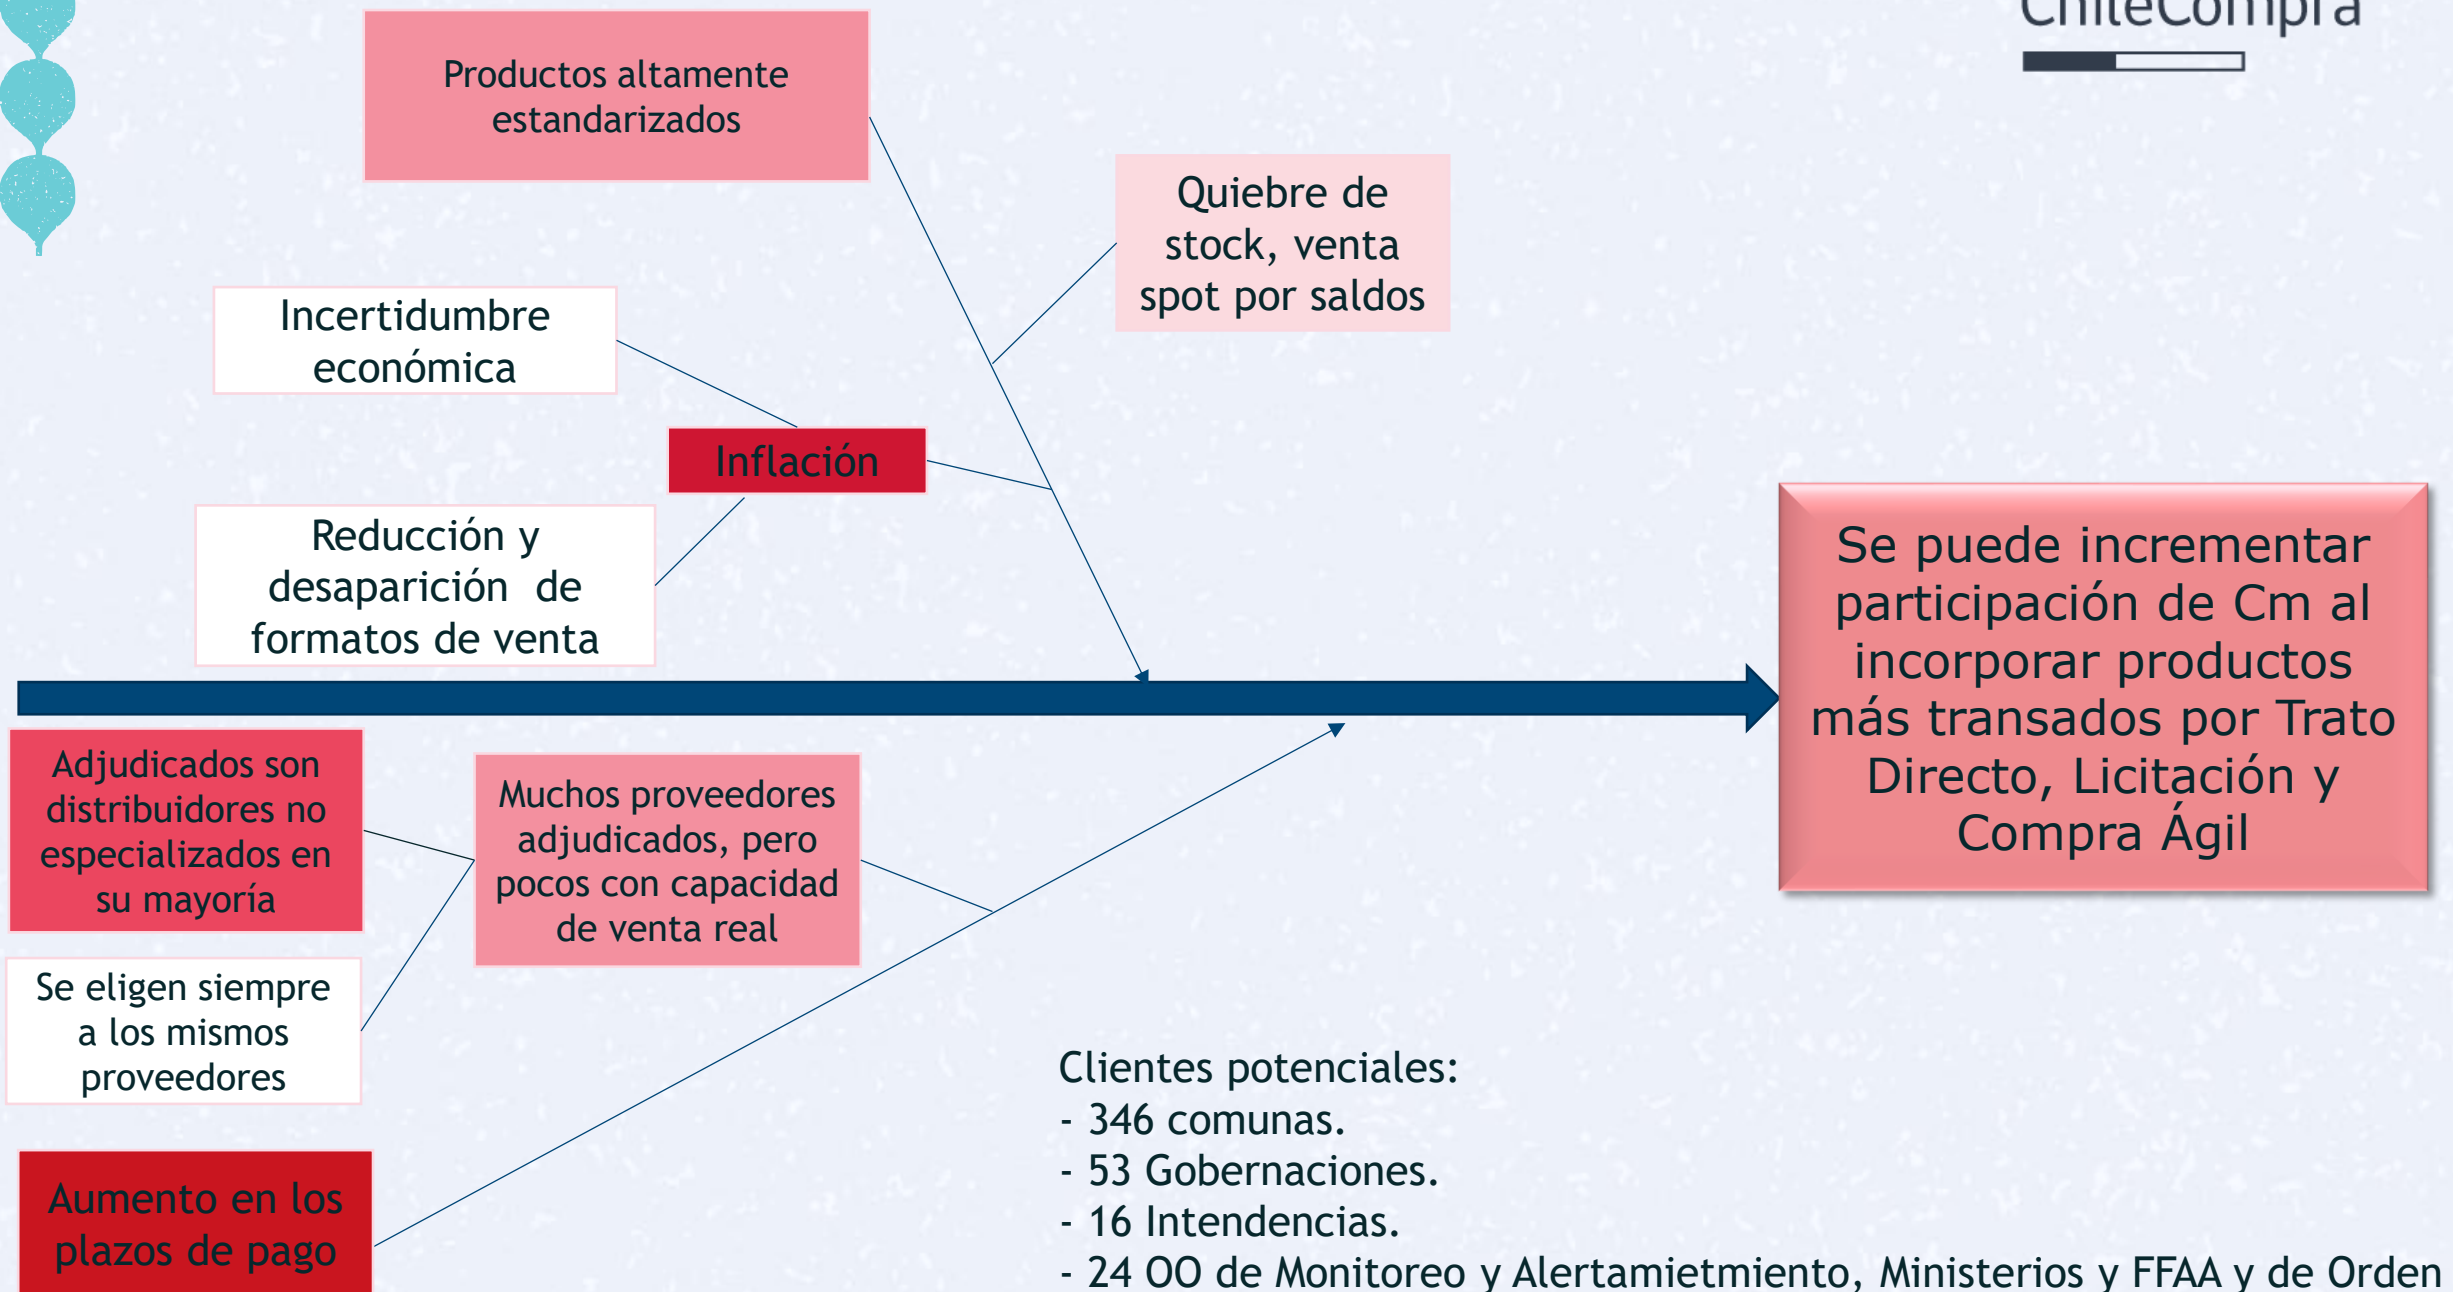 ChileCompra
Productos altamente
estandarizados
Quiebre de
stock, venta
spot por saldos
Incertidumbre
económica
Inflación
Reducción y
desaparición de
formatos de venta
Se puede incrementar
participación de Cm al
incorporar productos
más transados por Trato
Directo, Licitación y
Compra Ágil
Adjudicados son
distribuidores no
especializados en
su mayoría
Muchos proveedores
adjudicados, pero
pocos con capacidad
de venta real
Se eligen siempre
a los mismos
proveedores
Aumento en los
plazos de pago
Clientes potenciales:
- 346 comunas.
- 53 Gobernaciones.
- 16 Intendencias.
- 24 OO de Monitoreo y Alertamietmiento, Ministerios y FFAA y de Orden